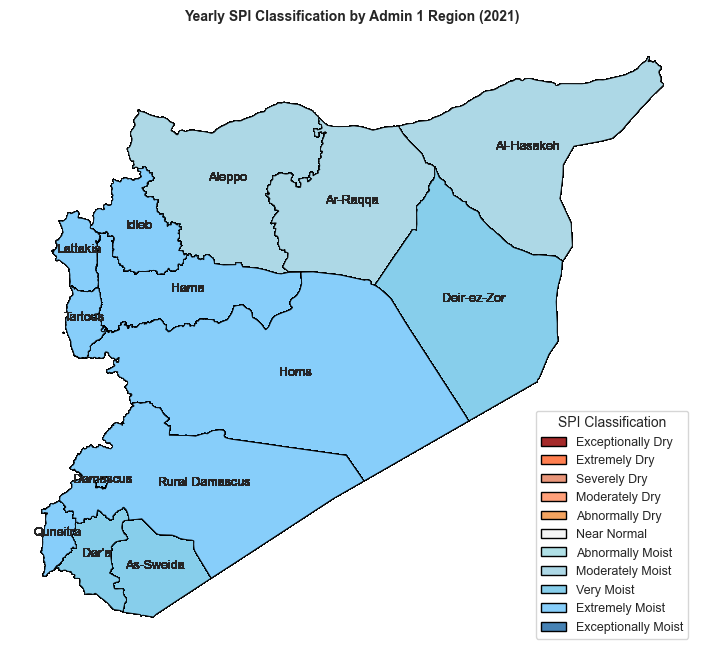 Yearly SPI Classification by Admin 1 Region (2021)
Al-Hasakeh
Aleppo
Ar-Raqqa
Idleb
Lattakia
Hama
Deir-ez-Zor
Tartous
Homs
Damascus
Rural Damascus
Quneitra
Dar'a
As-Sweida
SPI Classification
Exceptionally Dry
Extremely Dry
Severely Dry
Moderately Dry
Abnormally Dry
Near Normal
Abnormally Moist
Moderately Moist
Very Moist
Extremely Moist
Exceptionally Moist